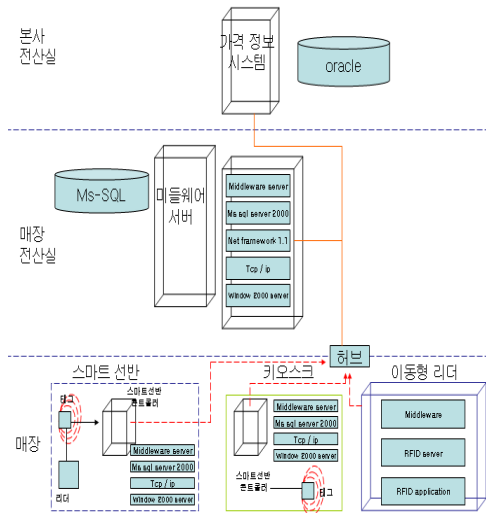 본사
전산실
가격 정보
시스템
oracle
Ms-SQL
미들웨어
서버
Middleware server
Ms sql server 2000
Net framework 1.1
Tcp / ip
Window 2000 server
매장
전산실
허브
스마트 선반
키오스크
이동형 리더
매장
태그
스마트선반
콘트롤러
리더
Middleware server
Ms sql server 2000
Tcp / ip
Window 2000 server
Middleware server
Ms sql server 2000
Tcp / ip
Window 2000 server
스마트선반
콘트롤러
태그
Middleware
RFID server
RFID application